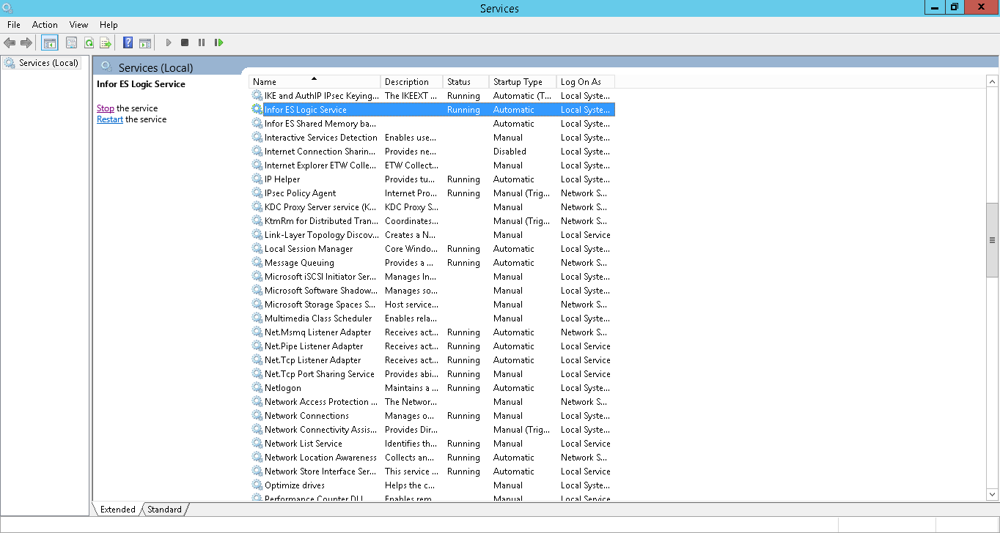 Services
File Action View Help
Services (Local)
Services (Local)
Infor ES Logic Service
Stop the service
Restart the service
Name Description Status Startup Type Log On As
IKE and AuthIP IPsec Keying... The IKEEXT ... Running Automatic (T... Local Syste...
Infor ES Logic Service Running Automatic Local Syste...
Infor ES Shared Memory ba... Automatic Local Syste...
Interactive Services Detection Enables use... Manual Local Syste...
Internet Connection Sharin... Provides ne... Disabled Local Syste...
Internet Explorer ETW Colle... ETW Collect... Manual Local Syste...
IP Helper Provides tu... Running Automatic Local Syste...
IPsec Policy Agent Internet Pro... Running Manual (Trig... Network S...
KDC Proxy Server service (K... KDC Proxy S... Manual Network S...
KtmRm for Distributed Tran... Coordinates... Manual (Trig... Network S...
Link-Layer Topology Discov... Creates a N... Manual Local Service
Local Session Manager Core Windo... Running Automatic Local Syste...
Message Queuing Provides a ... Running Automatic Network S...
Microsoft iSCSI Initiator Ser... Manages In... Manual Local Syste...
Microsoft Software Shadow... Manages so... Manual Local Syste...
Microsoft Storage Spaces S... Host service... Manual Network S...
Multimedia Class Scheduler Enables rela... Manual Local Syste...
Net.Msmq Listener Adapter Receives act... Running Automatic Network S...
Net.Pipe Listener Adapter Receives act... Running Automatic Local Service
Net.Tcp Listener Adapter Receives act... Running Automatic Local Service
Net.Tcp Port Sharing Service Provides abi... Running Manual Local Service
Netlogon Maintains a ... Running Automatic Local Syste...
Network Access Protection ... The Networ... Manual Network S...
Network Connections Manages o... Running Manual Local Syste...
Network Connectivity Assis... Provides Dir... Manual (Trig... Local Syste...
Network List Service Identifies th... Running Manual Local Service
Network Location Awareness Collects an... Running Automatic Network S...
Network Store Interface Ser... This service ... Running Automatic Local Service
Optimize drives Helps the c... Manual Local Syste...
Performance Counter DLL Enables rem... Manual Local Service
Extended Standard